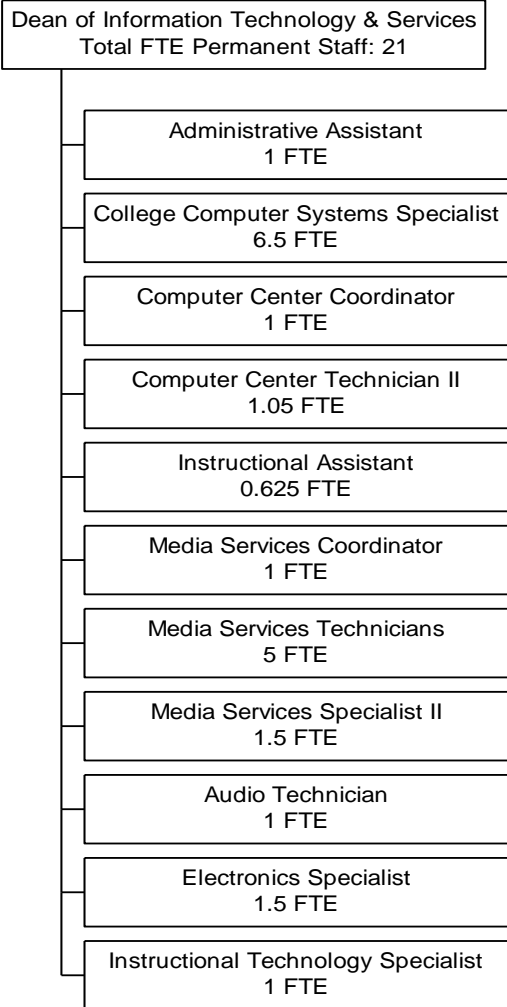 Dean of Information Technology & Services
Total FTE Permanent Staff: 21
Administrative Assistant
1 FTE
College Computer Systems Specialist
6.5 FTE
Computer Center Coordinator
1 FTE
Computer Center Technician II
1.05 FTE
Instructional Assistant
0.625 FTE
Media Services Coordinator
1 FTE
Media Services Technicians
5 FTE
Media Services Specialist II
1.5 FTE
Audio Technician
1 FTE
Electronics Specialist
1.5 FTE
Instructional Technology Specialist
1 FTE